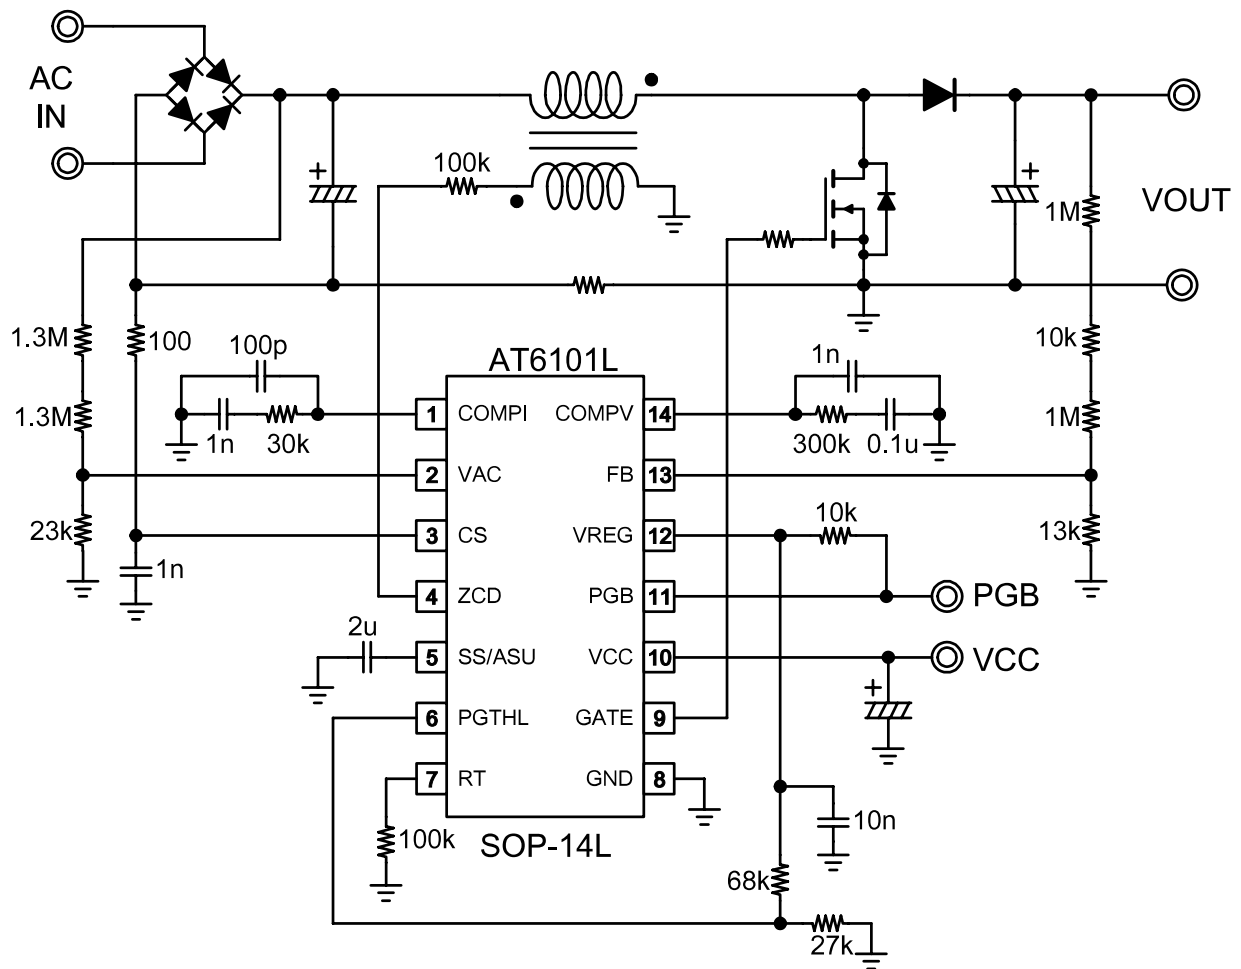 AC
IN
100k
+
+
1M
VOUT
1.3M
100
100p
AT6101L
1n
10k
1.3M
1n
30k
1
COMPI
COMPV
14
300k
0.1u
1M
2
VAC
FB
13
23k
3
CS
VREG
12
10k
13k
1n
4
ZCD
PGB
11
PGB
2u
5
SS/ASU
VCC
10
VCC
+
6
PGTHL
GATE
9
7
RT
GND
8
100k
SOP-14L
10n
68k
27k